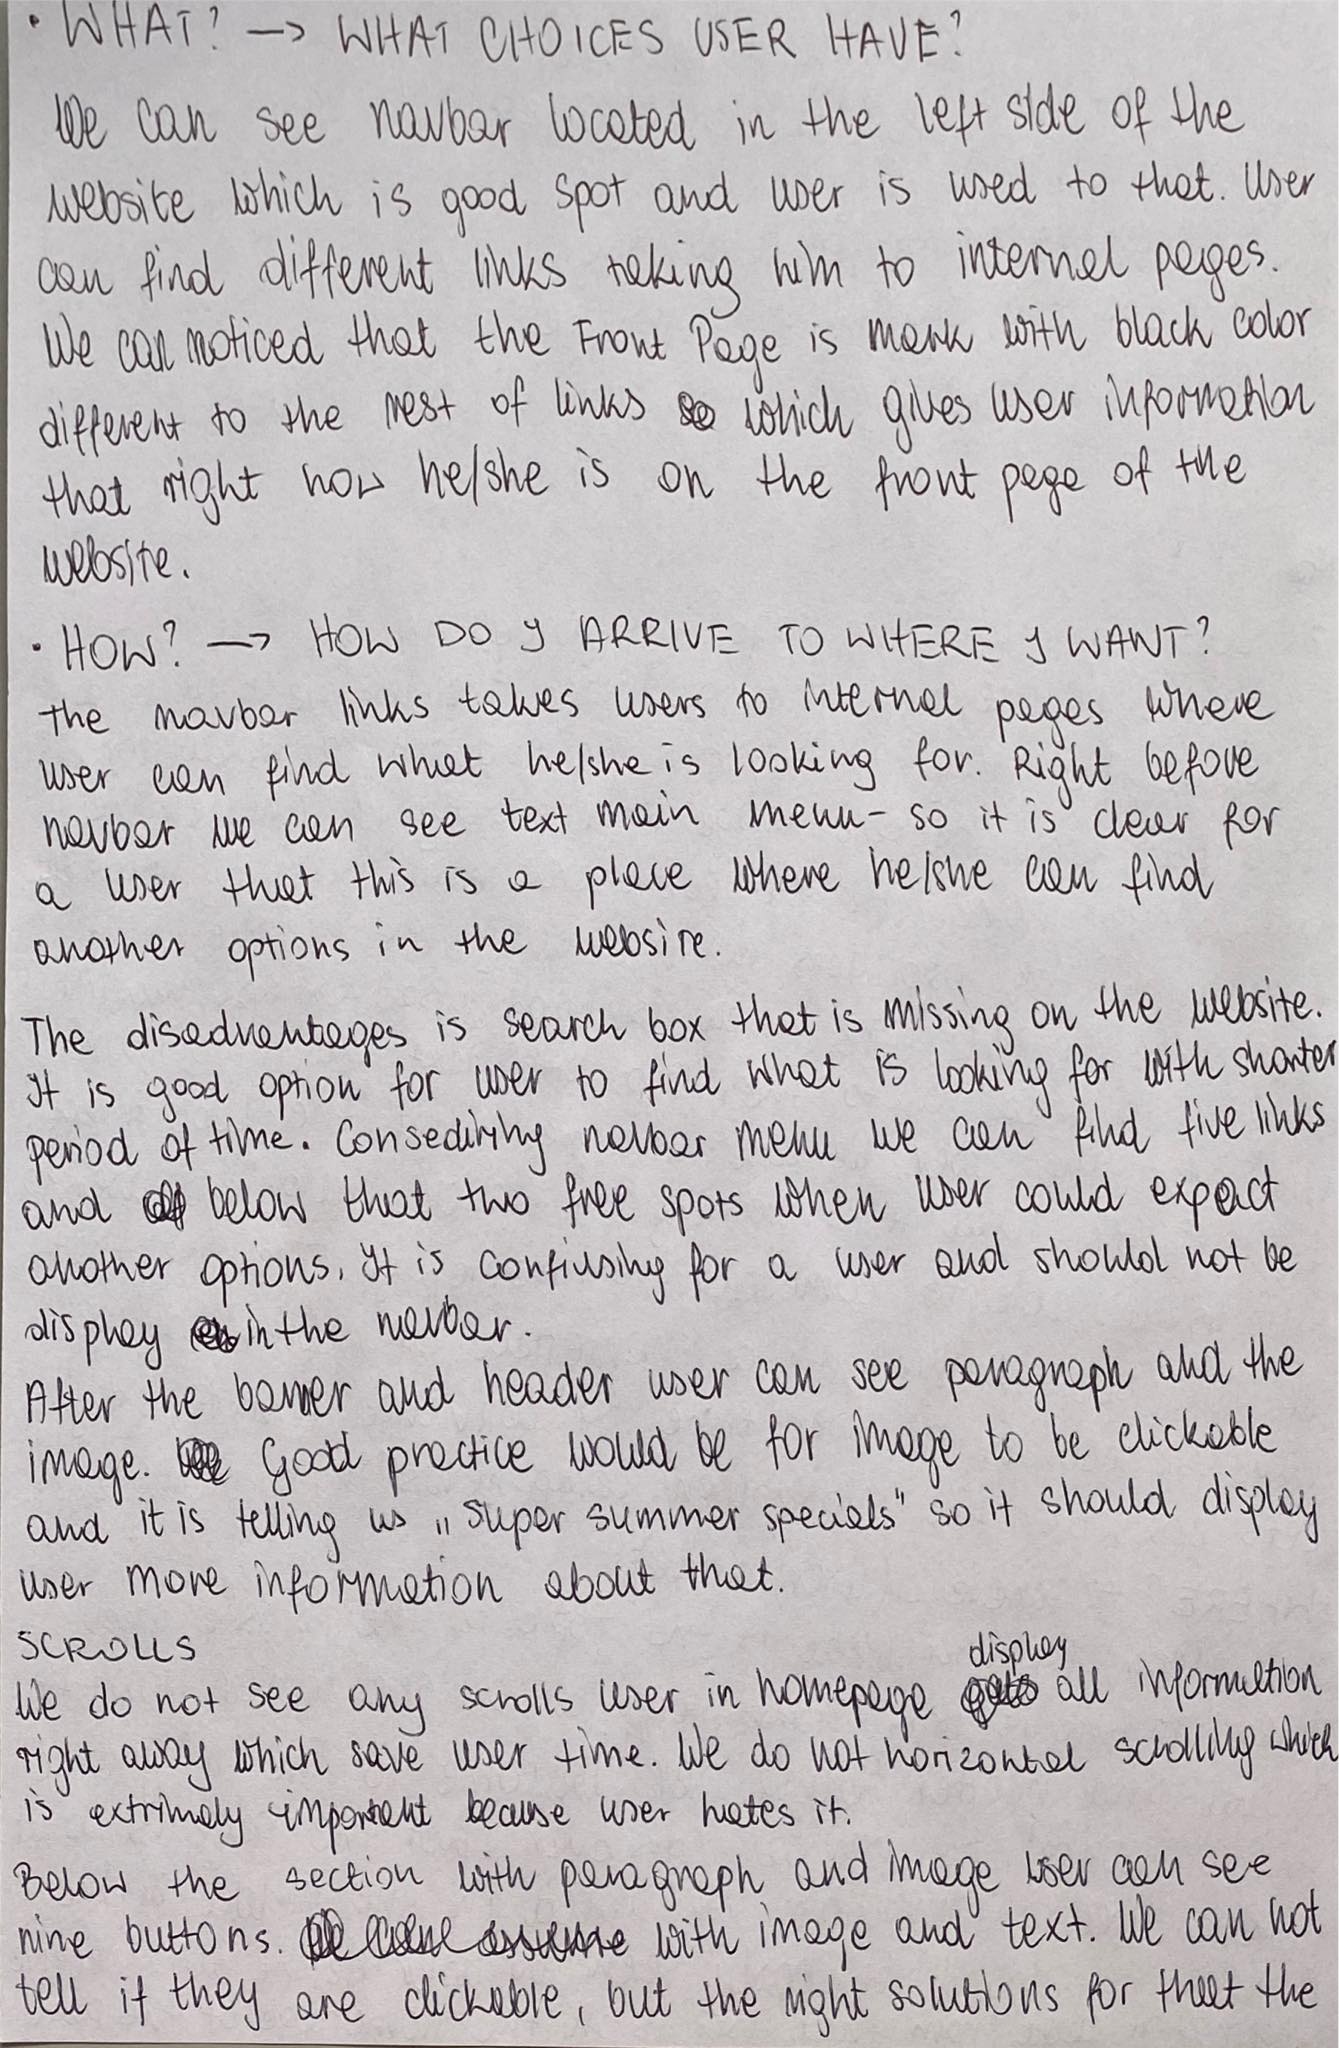 · WHAT? → WHAT CHOICES USER HAVE?
We can see navbar located in the left side of the
website which is good spot and user is used to that. User
can find different links taking him to internal pages.
We can noticed that the Front Page is mark with black color
different to the rest of links which gives user information
that right now he/she is on the front page of the
website.
· HOW? → HOW DO I ARRIVE TO WHERE I WANT?
the navbar links takes users to internal pages where
user can find what he/she is looking for. Right before
navbar we can see text main menu - so it is clear for
a user that this is a place where he/she can find
another options in the website.
The disadvantages is search box that is missing on the website.
It is good option for user to find what is looking for with shorter
period of time. Consediring navbar menu we can find five links
and below that two free spots when user could expect
another options. It is confiusing for a user and should not be
display in the navbar.
After the banner and header user can see paragraph and the
image. Good practice would be for image to be clickable
and it is telling us „Super summer specials" so it should display
user more information about that.
SCROLLS
We do not see any scrolls user in homepage display all information
right away which save user time. We do not horizontal scrolling which
is extrimely important because user hates it.
Below the section with paragraph and image user can see
nine buttons. with image and text. We can not
tell if they are clickable, but the right solutions for that the